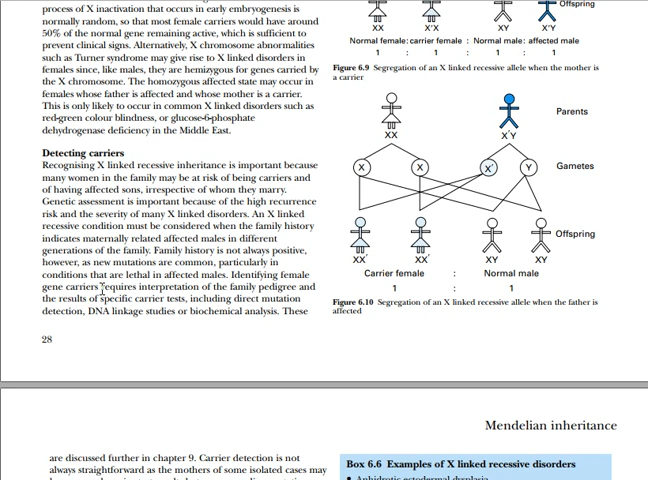 process of X inactivation that occurs in early embryogenesis is
normally random, so that most female carriers would have around
50% of the normal gene remaining active, which is sufficient to
prevent clinical signs. Alternatively, X chromosome abnormalities
such as Turner syndrome may give rise to X linked disorders in
females since, like males, they are hemizygous for genes carried by
the X chromosome. The homozygous affected state may occur in
females whose father is affected and whose mother is a carrier.
This is only likely to occur in common X linked disorders such as
red-green colour blindness, or glucose-6-phosphate
dehydrogenase deficiency in the Middle East.
Detecting carriers
Recognising X linked recessive inheritance is important because
many women in the family may be at risk of being carriers and
of having affected sons, irrespective of whom they marry.
Genetic assessment is important because of the high recurrence
risk and the severity of many X linked disorders. An X linked
recessive condition must be considered when the family history
indicates maternally related affected males in different
generations of the family. Family history is not always positive,
however, as new mutations are common, particularly in
conditions that are lethal in affected males. Identifying female
gene carriers requires interpretation of the family pedigree and
the results of specific carrier tests, including direct mutation
detection, DNA linkage studies or biochemical analysis. These
28
Offspring
XX X'X XY X'Y
Normal female: carrier female : Normal male: affected male
1 : 1 : 1 : 1
Figure 6.9 Segregation of an X linked recessive allele when the mother is
a carrier
Parents
XX X'Y
X X X' Y
Gametes
Offspring
XX' XX' XY XY
Carrier female : Normal male
1 : 1
Figure 6.10 Segregation of an X linked recessive allele when the father is
affected
Mendelian inheritance
are discussed further in chapter 9. Carrier detection is not
always straightforward as the mothers of some isolated cases may
Box 6.6 Examples of X linked recessive disorders
• Anhidrotic ectodermal dysplasia